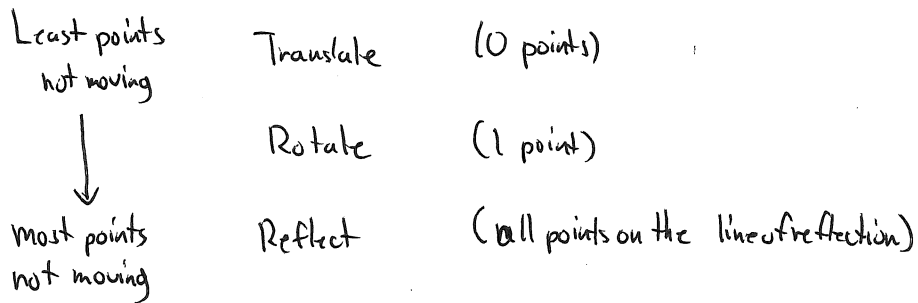 Least points
not moving
Translate (0 points)
Rotate (1 point)
most points
not moving
Reflect (all points on the line of reflection)